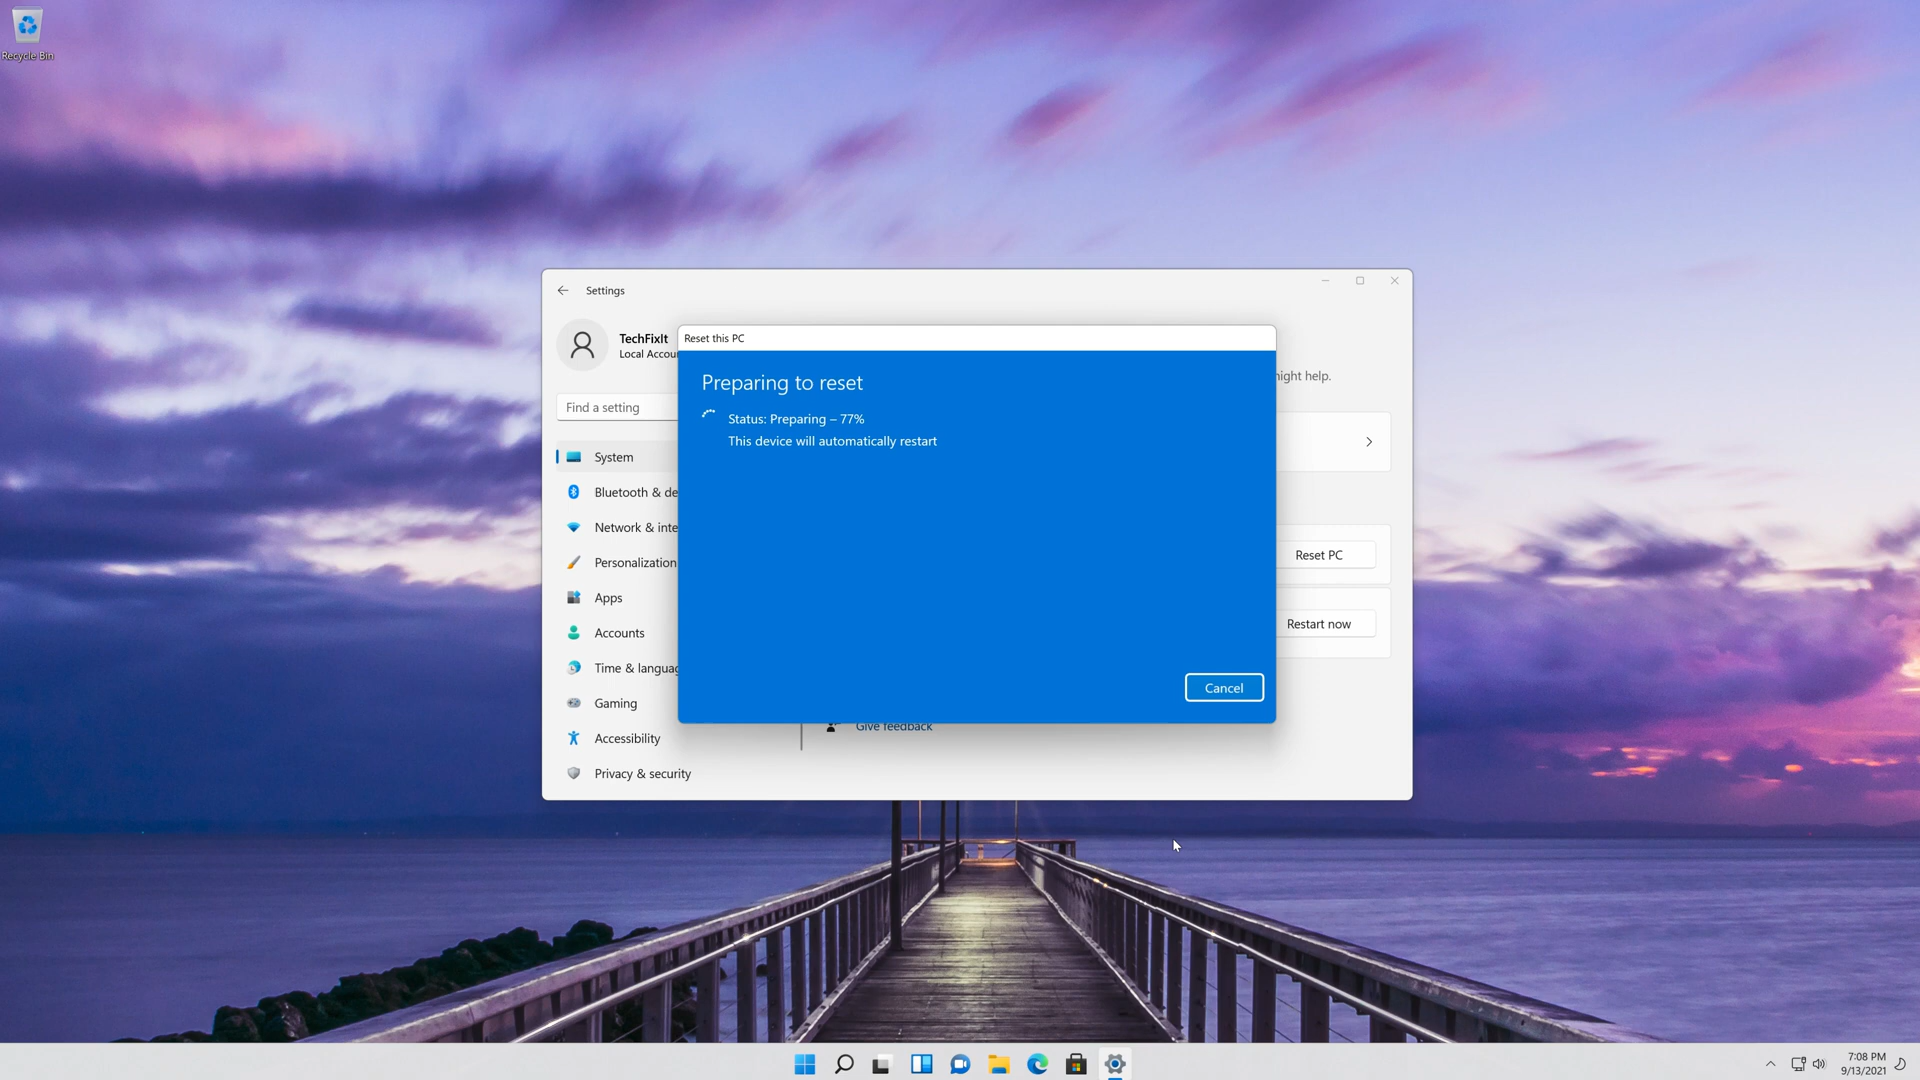 Recycle Bin
Settings
TechFixIt
Local Accou
Find a setting
System
Bluetooth & de
Network & inte
Personalization
Apps
Accounts
Time & languag
Gaming
Accessibility
Privacy & security
Reset this PC
Preparing to reset
Status: Preparing – 77%
This device will automatically restart
Cancel
might help.
Reset PC
Restart now
Give feedback
7:08 PM
9/13/2021